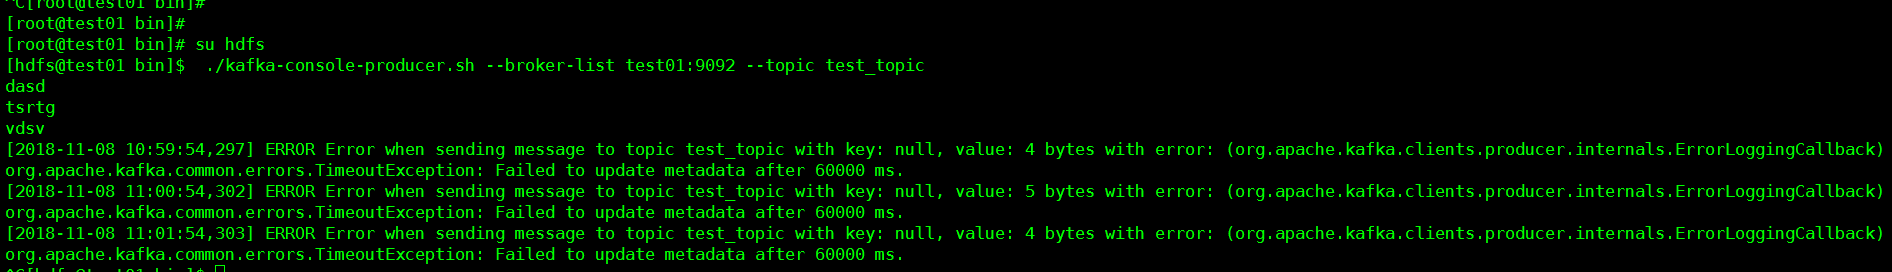 ^C[root@test01 bin]#
[root@test01 bin]#
[root@test01 bin]# su hdfs
[hdfs@test01 bin]$  ./kafka-console-producer.sh --broker-list test01:9092 --topic test_topic
dasd
tsrtg
vdsv
[2018-11-08 10:59:54,297] ERROR Error when sending message to topic test_topic with key: null, value: 4 bytes with error: (org.apache.kafka.clients.producer.internals.ErrorLoggingCallback)
org.apache.kafka.common.errors.TimeoutException: Failed to update metadata after 60000 ms.
[2018-11-08 11:00:54,302] ERROR Error when sending message to topic test_topic with key: null, value: 5 bytes with error: (org.apache.kafka.clients.producer.internals.ErrorLoggingCallback)
org.apache.kafka.common.errors.TimeoutException: Failed to update metadata after 60000 ms.
[2018-11-08 11:01:54,303] ERROR Error when sending message to topic test_topic with key: null, value: 4 bytes with error: (org.apache.kafka.clients.producer.internals.ErrorLoggingCallback)
org.apache.kafka.common.errors.TimeoutException: Failed to update metadata after 60000 ms.
^C[hdfs@test01 bin]$